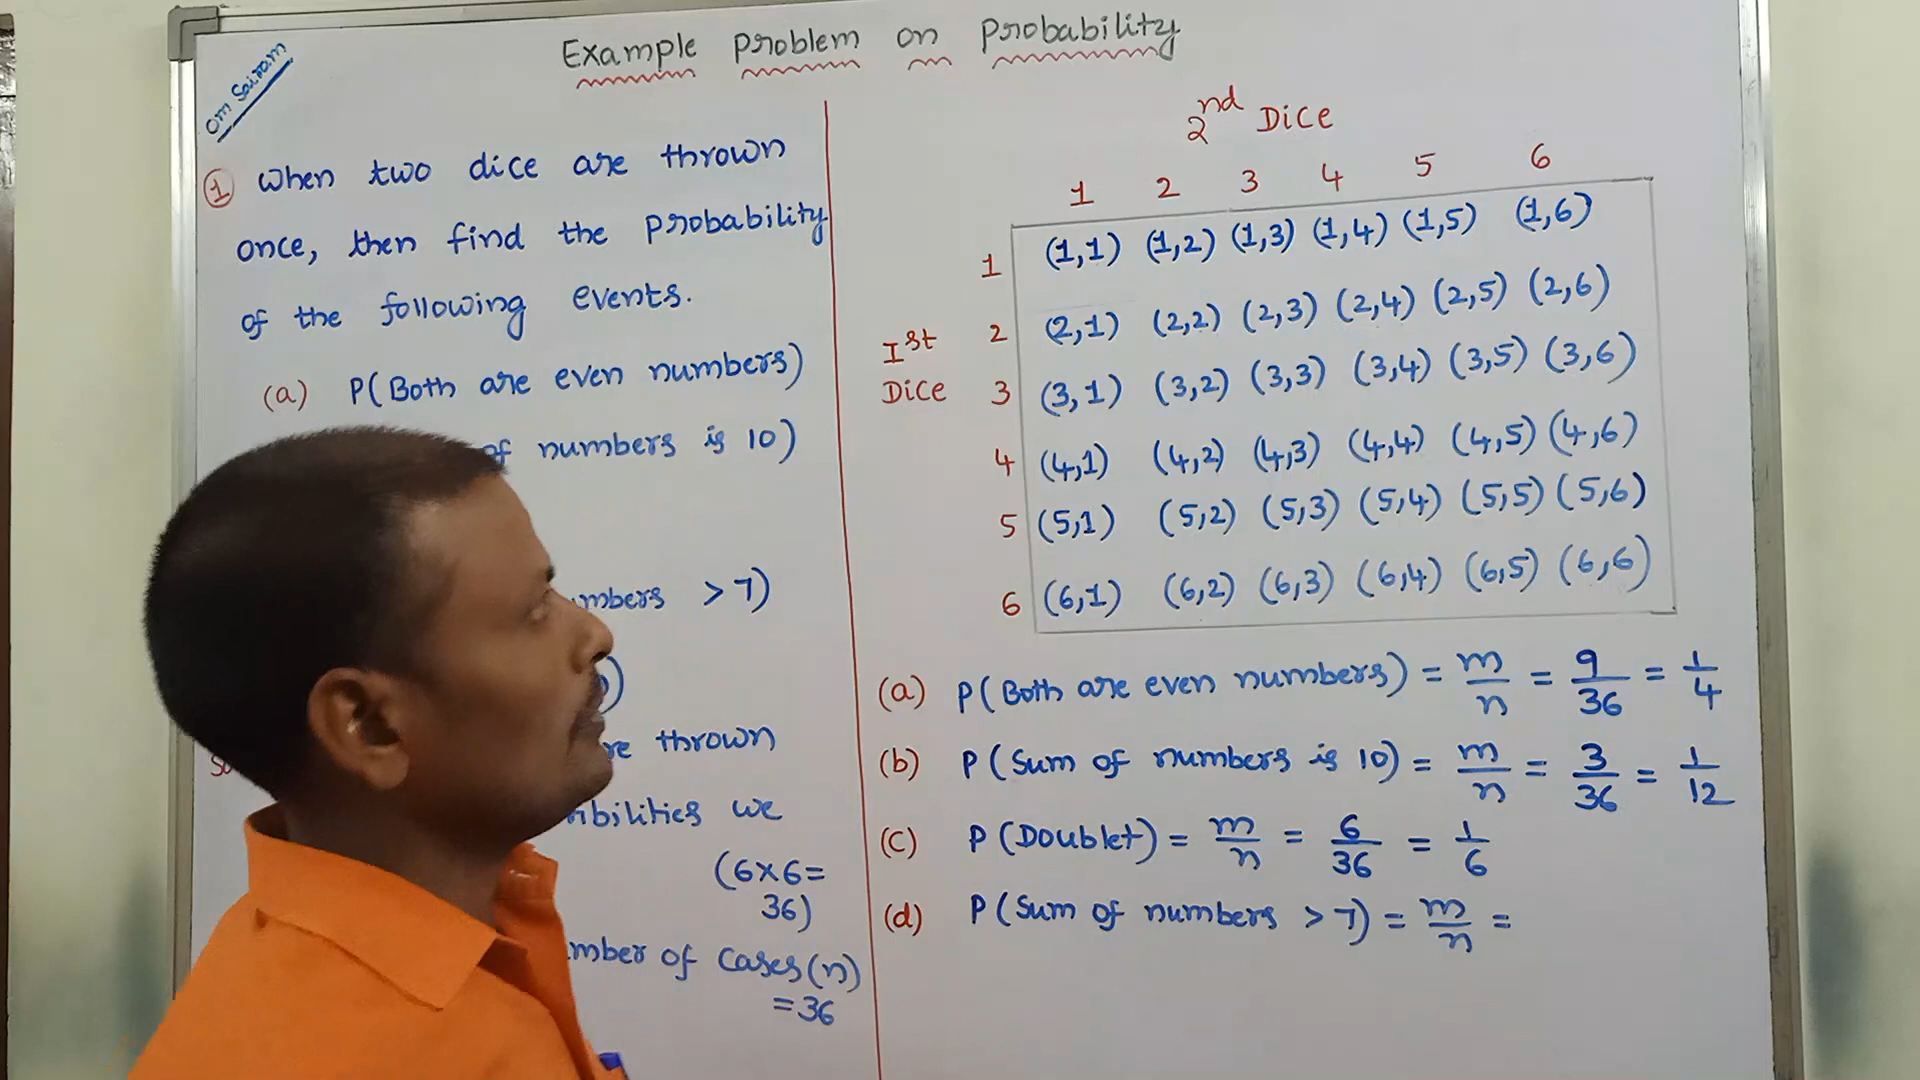 Example Problem on Probability
Om Sairam
1 When two dice are thrown
once, then find the probability
of the following events.
(a) P(Both are even numbers)
of numbers is 10)
> 7)
thrown
we
(6×6=
36)
of cases(n)
=36
2nd Dice
1 2 3 4 5 6
1 (1,1) (1,2) (1,3) (1,4) (1,5) (1,6)
Ist 2 (2,1) (2,2) (2,3) (2,4) (2,5) (2,6)
Dice 3 (3,1) (3,2) (3,3) (3,4) (3,5) (3,6)
4 (4,1) (4,2) (4,3) (4,4) (4,5) (4,6)
5 (5,1) (5,2) (5,3) (5,4) (5,5) (5,6)
6 (6,1) (6,2) (6,3) (6,4) (6,5) (6,6)
(a) P(Both are even numbers) = m/n = 9/36 = 1/4
(b) P(Sum of numbers is 10) = m/n = 3/36 = 1/12
(c) P(Doublet) = m/n = 6/36 = 1/6
(d) P(Sum of numbers > 7) = m/n =